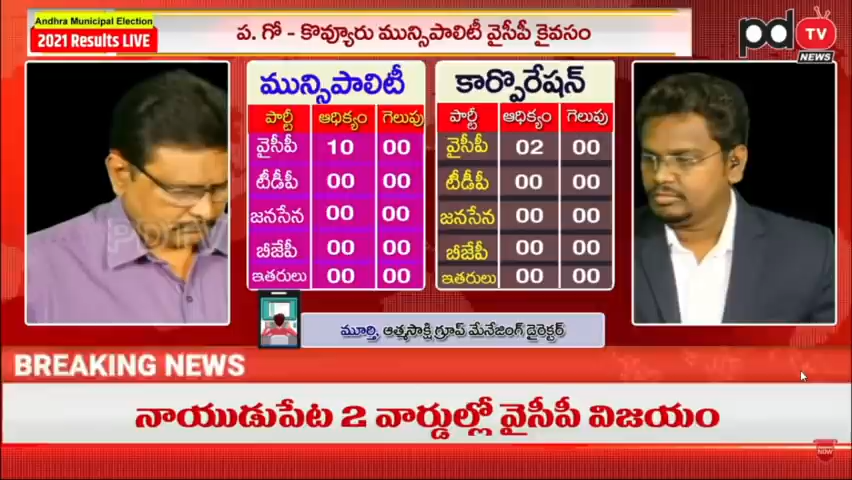 Andhra Municipal Election
2021 Results LIVE
ప. గో - కొవ్యూరు మున్సిపాలిటీ వైసీపీ కైవసం
pd TV
NEWS
మున్సిపాలిటీ
పార్టీ ఆధిక్యం గెలుపు
వైసీపీ 10 00
టీడీపీ 00 00
జనసేన 00 00
బీజేపీ 00 00
ఇతరులు 00 00
కార్పొరేషన్
పార్టీ ఆధిక్యం గెలుపు
వైసీపీ 02 00
టీడీపీ 00 00
జనసేన 00 00
బీజేపీ 00 00
ఇతరులు 00 00
PDTV
మూర్తి, ఆత్మసాక్షి గ్రూప్ మేనేజింగ్ డైరెక్టర్
BREAKING NEWS
నాయుడుపేట 2 వార్డుల్లో వైసీపీ విజయం
NOW